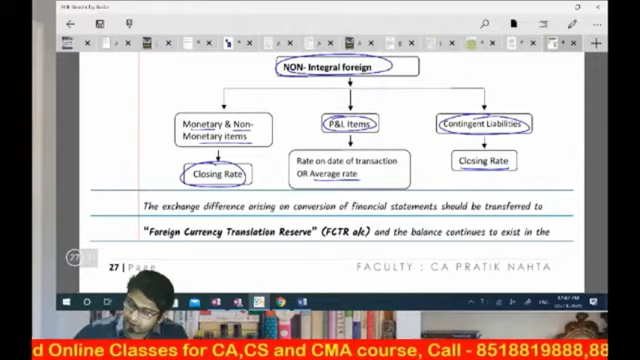 NON-Integral foreign
Monetary & Non-
Monetary items
P&L Items
Contingent Liabilities
Closing Rate
Rate on date of transaction
OR Average rate
Closing Rate
The exchange difference arising on conversion of financial statements should be transferred to
"Foreign Currency Translation Reserve" (FCTR a/c) and the balance continues to exist in the
27 | Page
FACULTY : CA PRATIK NAHTA
27
ENG
d Online Classes for CA,CS and CMA course, Call - 8518819888,88